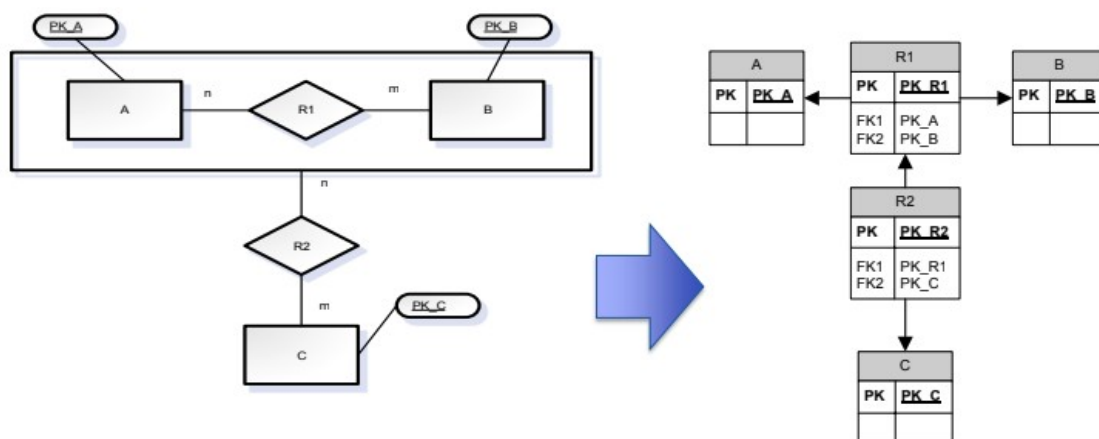 PK_A
PK_B
A
n
R1
m
B
n
R2
m
PK_C
C
A
PK PK_A
R1
PK PK_R1
FK1 PK_A
FK2 PK_B
B
PK PK_B
R2
PK PK_R2
FK1 PK_R1
FK2 PK_C
C
PK PK_C